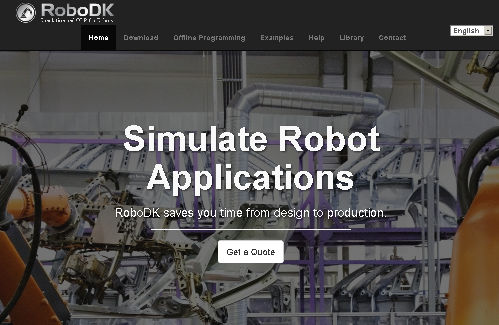 RoboDK
Home Download Offline Programming Examples Help Library Contact
English
Simulate Robot
Applications
RoboDK saves you time from design to production.
Get a Quote